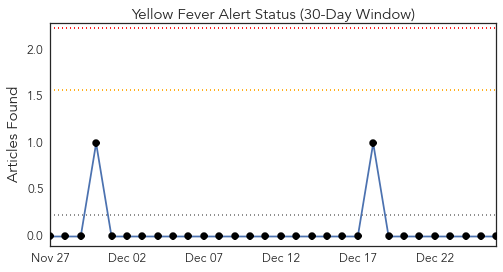 Yellow Fever Alert Status (30-Day Window)
Articles Found
2.0
1.5
1.0
0.5
0.0
Nov 27 Dec 02 Dec 07 Dec 12 Dec 17 Dec 22